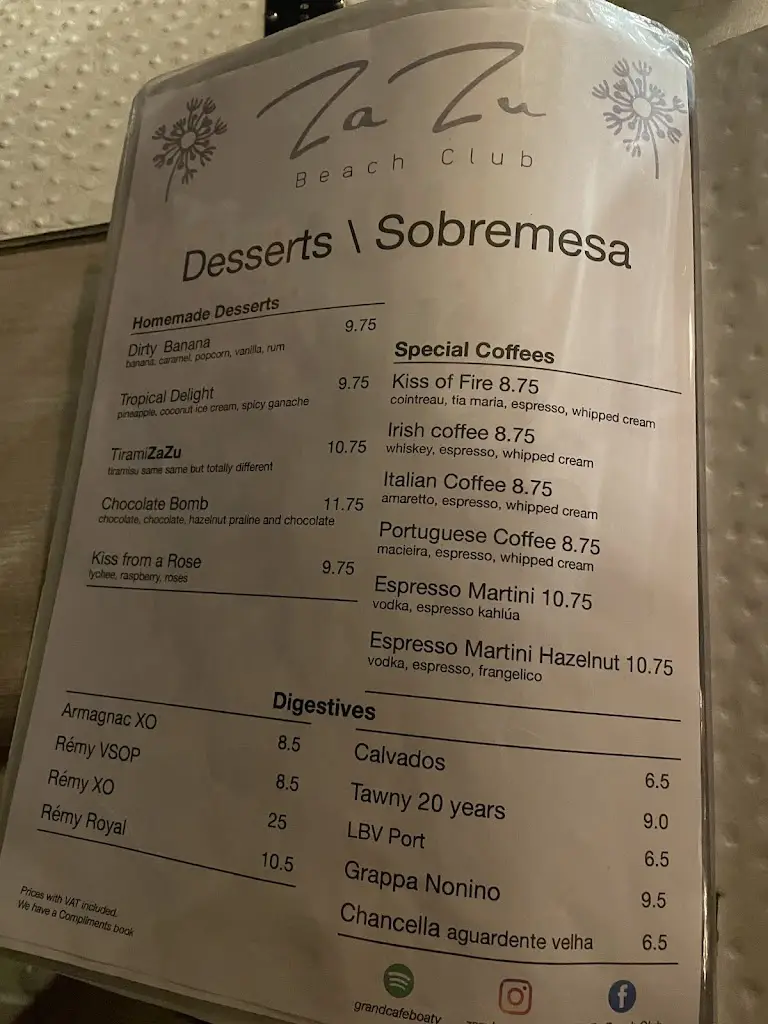 ZaZu
Beach Club
Desserts \ Sobremesa
Homemade Desserts
Dirty Banana 9.75
banana, caramel, popcorn, vanilla, rum
Tropical Delight 9.75
pineapple, coconut ice cream, spicy ganache
TiramiZaZu 10.75
tiramisu same same but totally different
Chocolate Bomb 11.75
chocolate, chocolate, hazelnut praline and chocolate
Kiss from a Rose 9.75
lychee, raspberry, roses
Special Coffees
Kiss of Fire 8.75
cointreau, tia maria, espresso, whipped cream
Irish coffee 8.75
whiskey, espresso, whipped cream
Italian Coffee 8.75
amaretto, espresso, whipped cream
Portuguese Coffee 8.75
macieira, espresso, whipped cream
Espresso Martini 10.75
vodka, espresso kahlúa
Espresso Martini Hazelnut 10.75
vodka, espresso, frangelico
Digestives
Armagnac XO 8.5
Rémy VSOP 8.5
Rémy XO 25
Rémy Royal 10.5
Calvados 6.5
Tawny 20 years 9.0
LBV Port 6.5
Grappa Nonino 9.5
Chancella aguardente velha 6.5
Prices with VAT included.
We have a Compliments book
grandcafeboaty